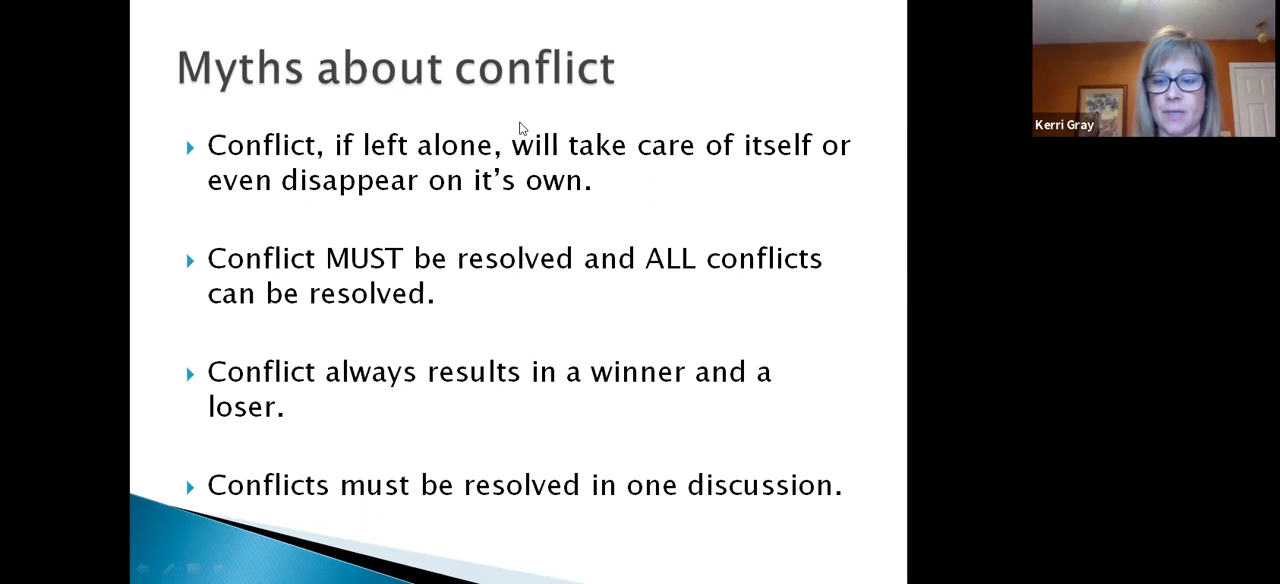 Myths about conflict
Conflict, if left alone, will take care of itself or
even disappear on it’s own.
Conflict MUST be resolved and ALL conflicts
can be resolved.
Conflict always results in a winner and a
loser.
Conflicts must be resolved in one discussion.
Kerri Gray